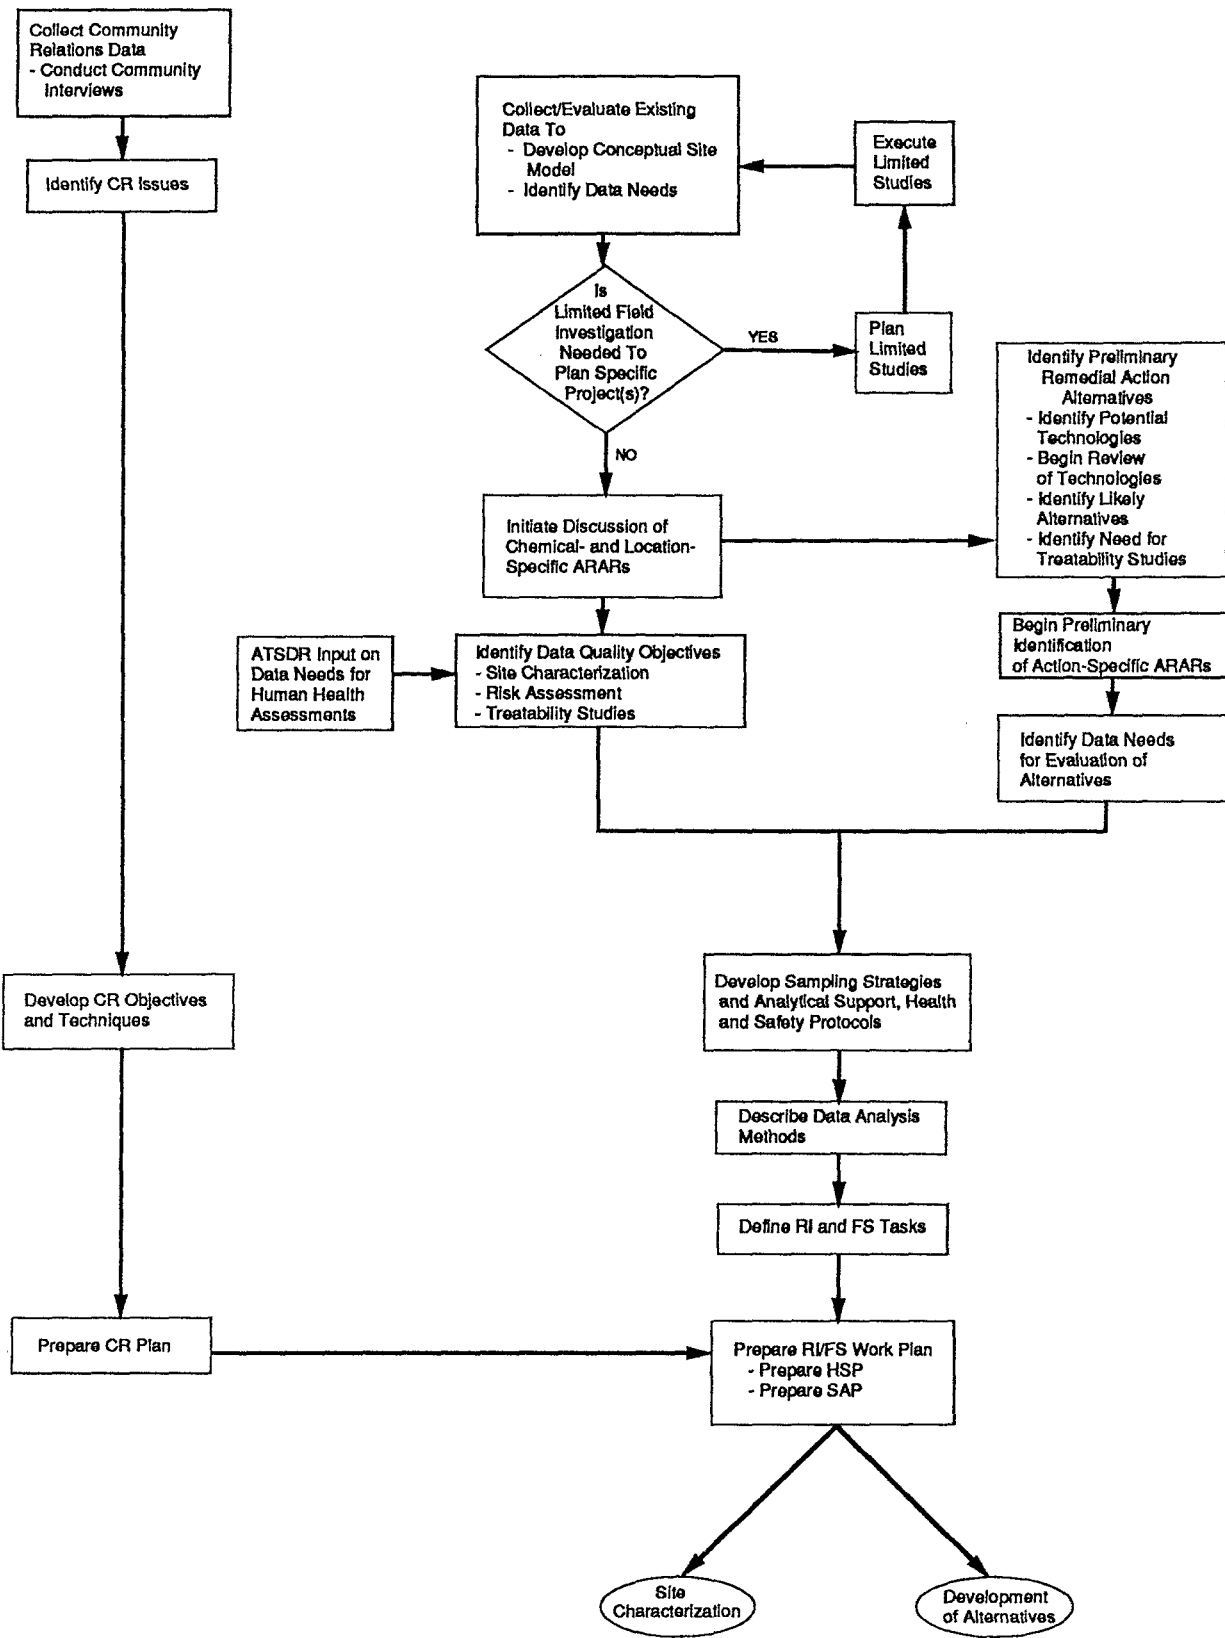 Collect Community
Relations Data
- Conduct Community
Interviews
Identify CR Issues
Collect/Evaluate Existing
Data To
- Develop Conceptual Site
Model
- Identify Data Needs
Execute
Limited
Studies
Is
Limited Field
Investigation
Needed To
Plan Specific
Project(s)?
YES
Plan
Limited
Studies
NO
Identify Preliminary
Remedial Action
Alternatives
- Identify Potential
Technologies
- Begin Review
of Technologies
- Identify Likely
Alternatives
- Identify Need for
Treatability Studies
Initiate Discussion of
Chemical- and Location-
Specific ARARs
Begin Preliminary
Identification
of Action-Specific ARARs
ATSDR Input on
Data Needs for
Human Health
Assessments
Identify Data Quality Objectives
- Site Characterization
- Risk Assessment
- Treatability Studies
Identify Data Needs
for Evaluation of
Alternatives
Develop CR Objectives
and Techniques
Develop Sampling Strategies
and Analytical Support, Health
and Safety Protocols
Describe Data Analysis
Methods
Define RI and FS Tasks
Prepare CR Plan
Prepare RI/FS Work Plan
- Prepare HSP
- Prepare SAP
Site
Characterization
Development
of Alternatives